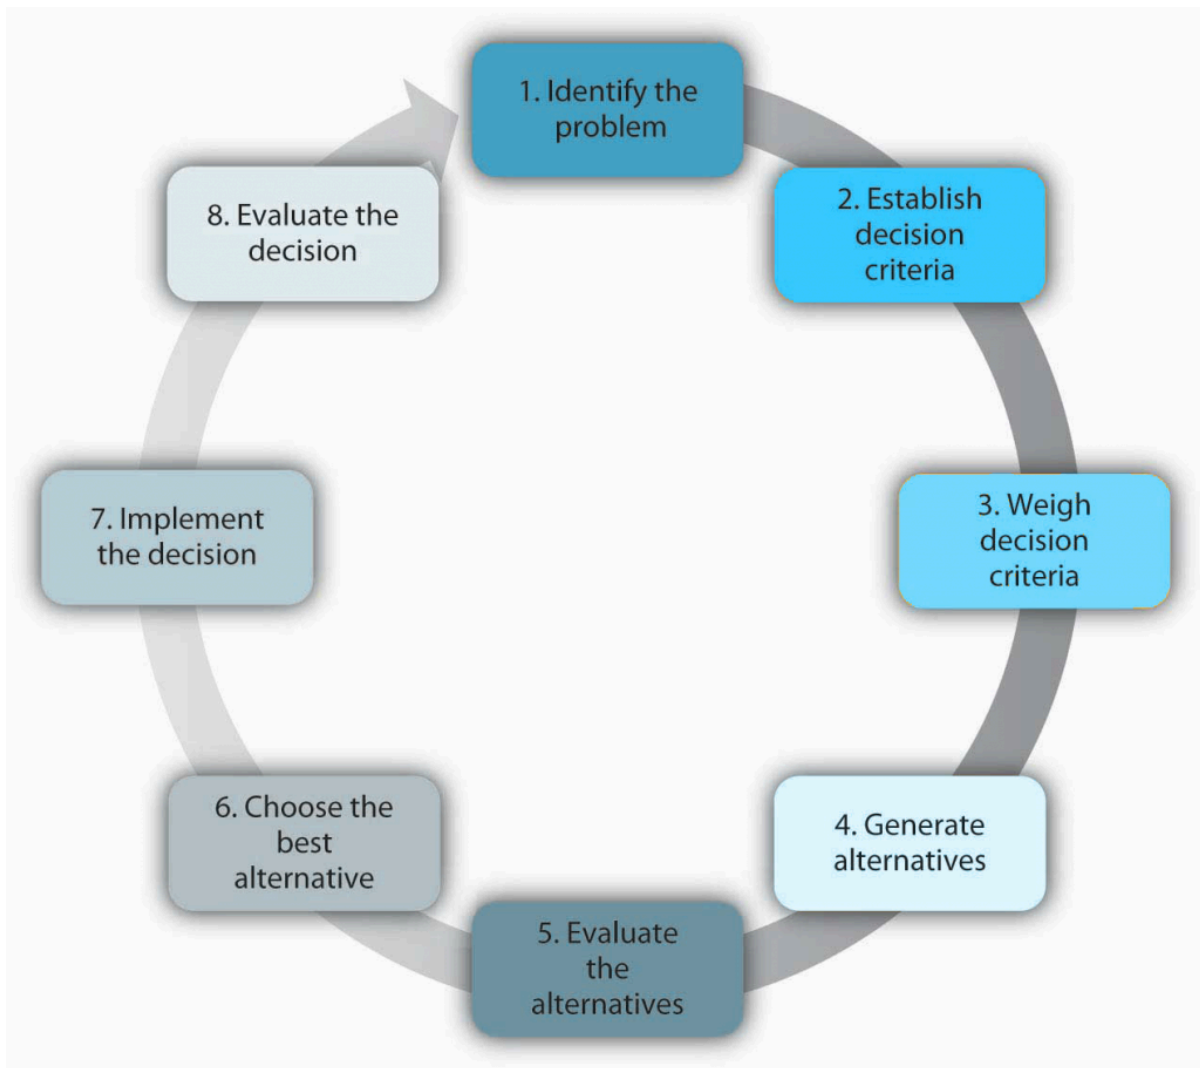 1. Identify the
problem
2. Establish
decision
criteria
3. Weigh
decision
criteria
4. Generate
alternatives
5. Evaluate
the
alternatives
6. Choose the
best
alternative
7. Implement
the decision
8. Evaluate the
decision